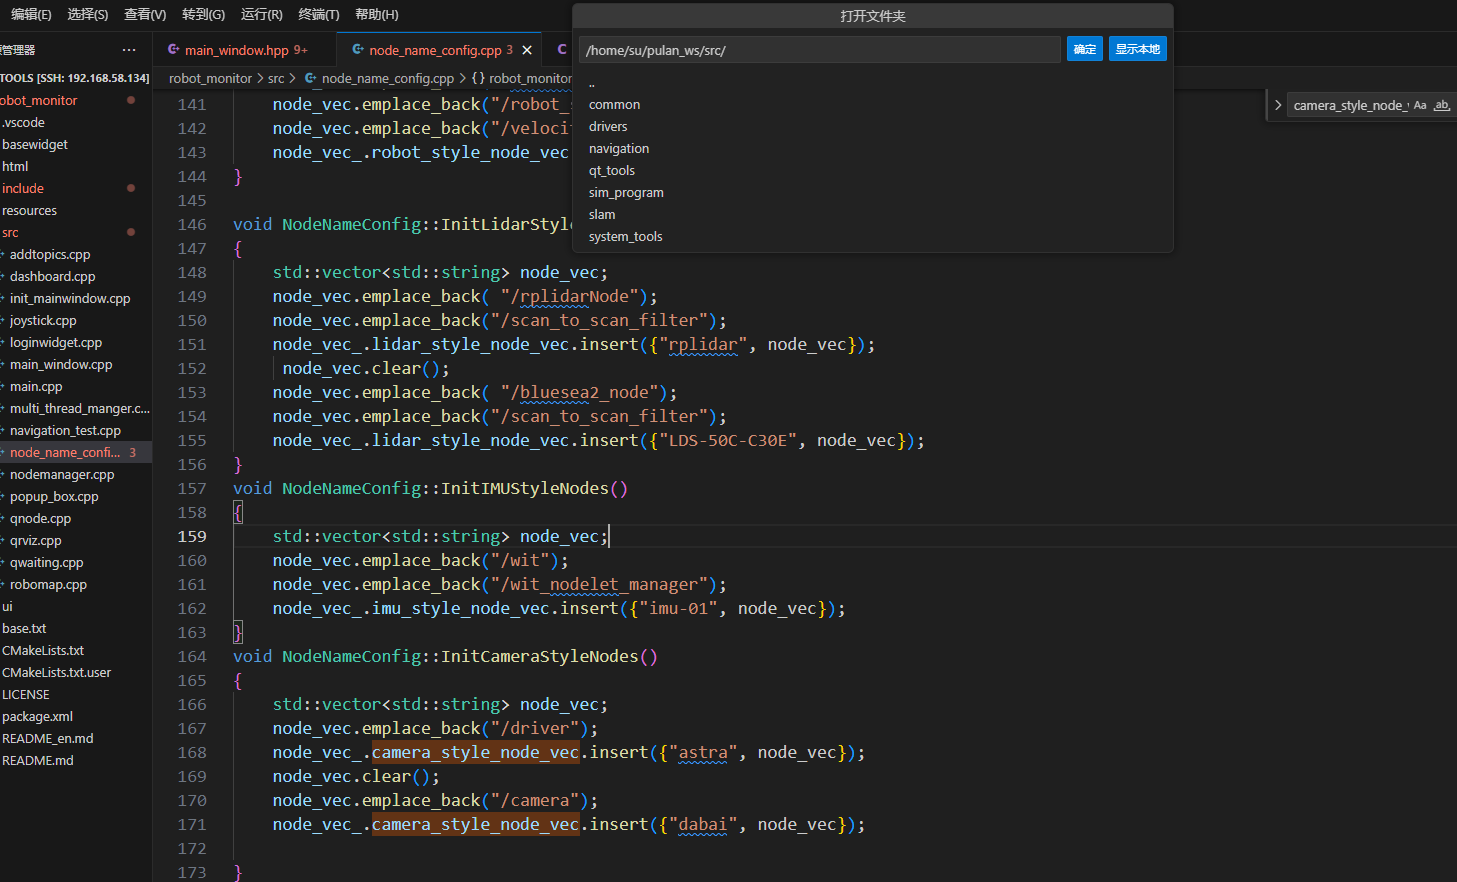 编辑(E) 选择(S) 查看(V) 转到(G) 运行(R) 终端(T) 帮助(H)
打开文件夹
/home/su/pulan_ws/src/ 确定 显示本地
..
common
drivers
navigation
qt_tools
sim_program
slam
system_tools
管理器 ···
TOOLS [SSH: 192.168.58.134]
obot_monitor
.vscode
basewidget
html
include
resources
src
addtopics.cpp
dashboard.cpp
init_mainwindow.cpp
joystick.cpp
loginwidget.cpp
main_window.cpp
main.cpp
multi_thread_manger.c...
navigation_test.cpp
node_name_confi... 3
nodemanager.cpp
popup_box.cpp
qnode.cpp
qrviz.cpp
qwaiting.cpp
robomap.cpp
ui
base.txt
CMakeLists.txt
CMakeLists.txt.user
LICENSE
package.xml
README_en.md
README.md
main_window.hpp 9+ node_name_config.cpp 3
robot_monitor > src > node_name_config.cpp > {} robot_monitor
camera_style_node_ Aa ab
141 node_vec.emplace_back("/robot_
142 node_vec.emplace_back("/veloci
143 node_vec_.robot_style_node_vec
144 }
145
146 void NodeNameConfig::InitLidarStyl
147 {
148 std::vector<std::string> node_vec;
149 node_vec.emplace_back( "/rplidarNode");
150 node_vec.emplace_back("/scan_to_scan_filter");
151 node_vec_.lidar_style_node_vec.insert({"rplidar", node_vec});
152 node_vec.clear();
153 node_vec.emplace_back( "/bluesea2_node");
154 node_vec.emplace_back("/scan_to_scan_filter");
155 node_vec_.lidar_style_node_vec.insert({"LDS-50C-C30E", node_vec});
156 }
157 void NodeNameConfig::InitIMUStyleNodes()
158 {
159 std::vector<std::string> node_vec;
160 node_vec.emplace_back("/wit");
161 node_vec.emplace_back("/wit_nodelet_manager");
162 node_vec_.imu_style_node_vec.insert({"imu-01", node_vec});
163 }
164 void NodeNameConfig::InitCameraStyleNodes()
165 {
166 std::vector<std::string> node_vec;
167 node_vec.emplace_back("/driver");
168 node_vec_.camera_style_node_vec.insert({"astra", node_vec});
169 node_vec.clear();
170 node_vec.emplace_back("/camera");
171 node_vec_.camera_style_node_vec.insert({"dabai", node_vec});
172
173 }